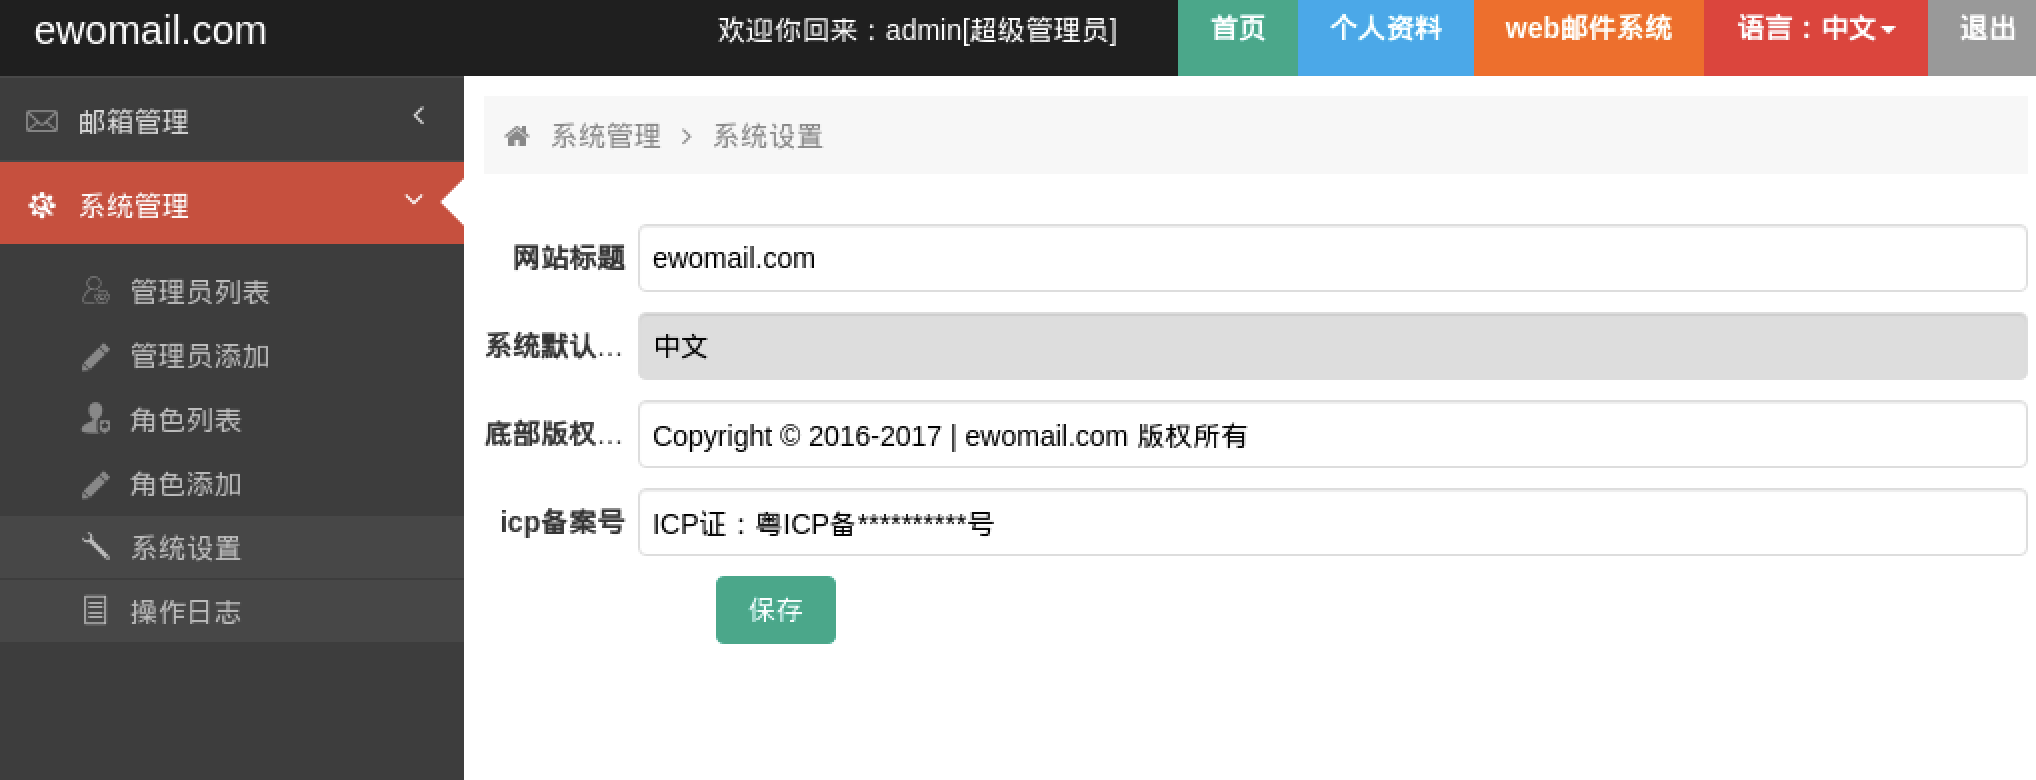 ewomail.com
欢迎你回来：admin[超级管理员]
首页
个人资料
web邮件系统
语言：中文
退出
邮箱管理
系统管理
管理员列表
管理员添加
角色列表
角色添加
系统设置
操作日志
系统管理 > 系统设置
网站标题 ewomail.com
系统默认... 中文
底部版权... Copyright © 2016-2017 | ewomail.com 版权所有
icp备案号 ICP证：粤ICP备**********号
保存